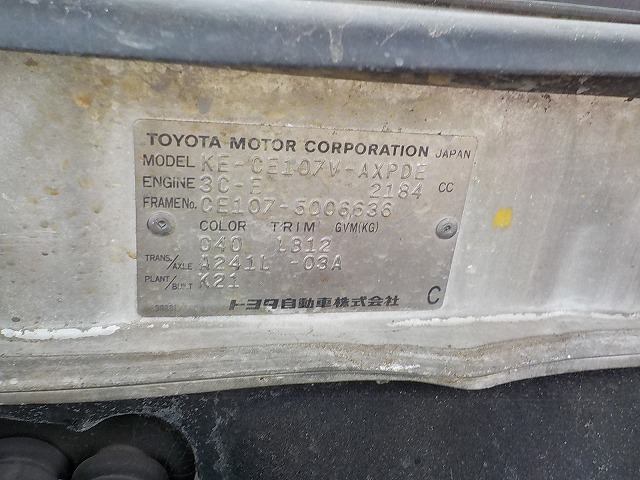 TOYOTA MOTOR CORPORATION JAPAN
MODEL KE-CE107V-AXPDE
ENGINE 3C-E 2184 CC
FRAME No. CE107-5006636
COLOR TRIM GVM(KG)
040 LB12
TRANS./AXLE A241L -03A
PLANT/BUILT K21
トヨタ自動車株式会社 C